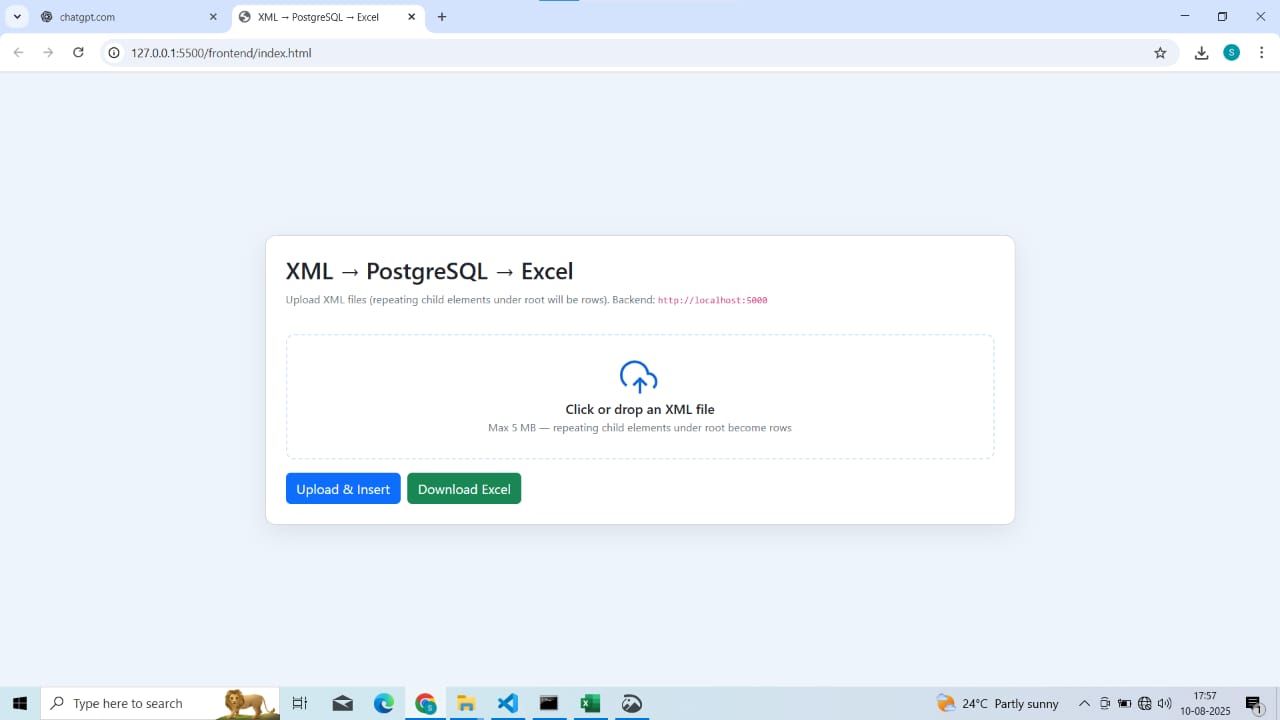 chatgpt.com
XML → PostgreSQL → Excel
127.0.0.1:5500/frontend/index.html
S
XML → PostgreSQL → Excel
Upload XML files (repeating child elements under root will be rows). Backend: http://localhost:5000
Click or drop an XML file
Max 5 MB — repeating child elements under root become rows
Upload & Insert
Download Excel
Type here to search
24°C Partly sunny
17:57
10-08-2025
1